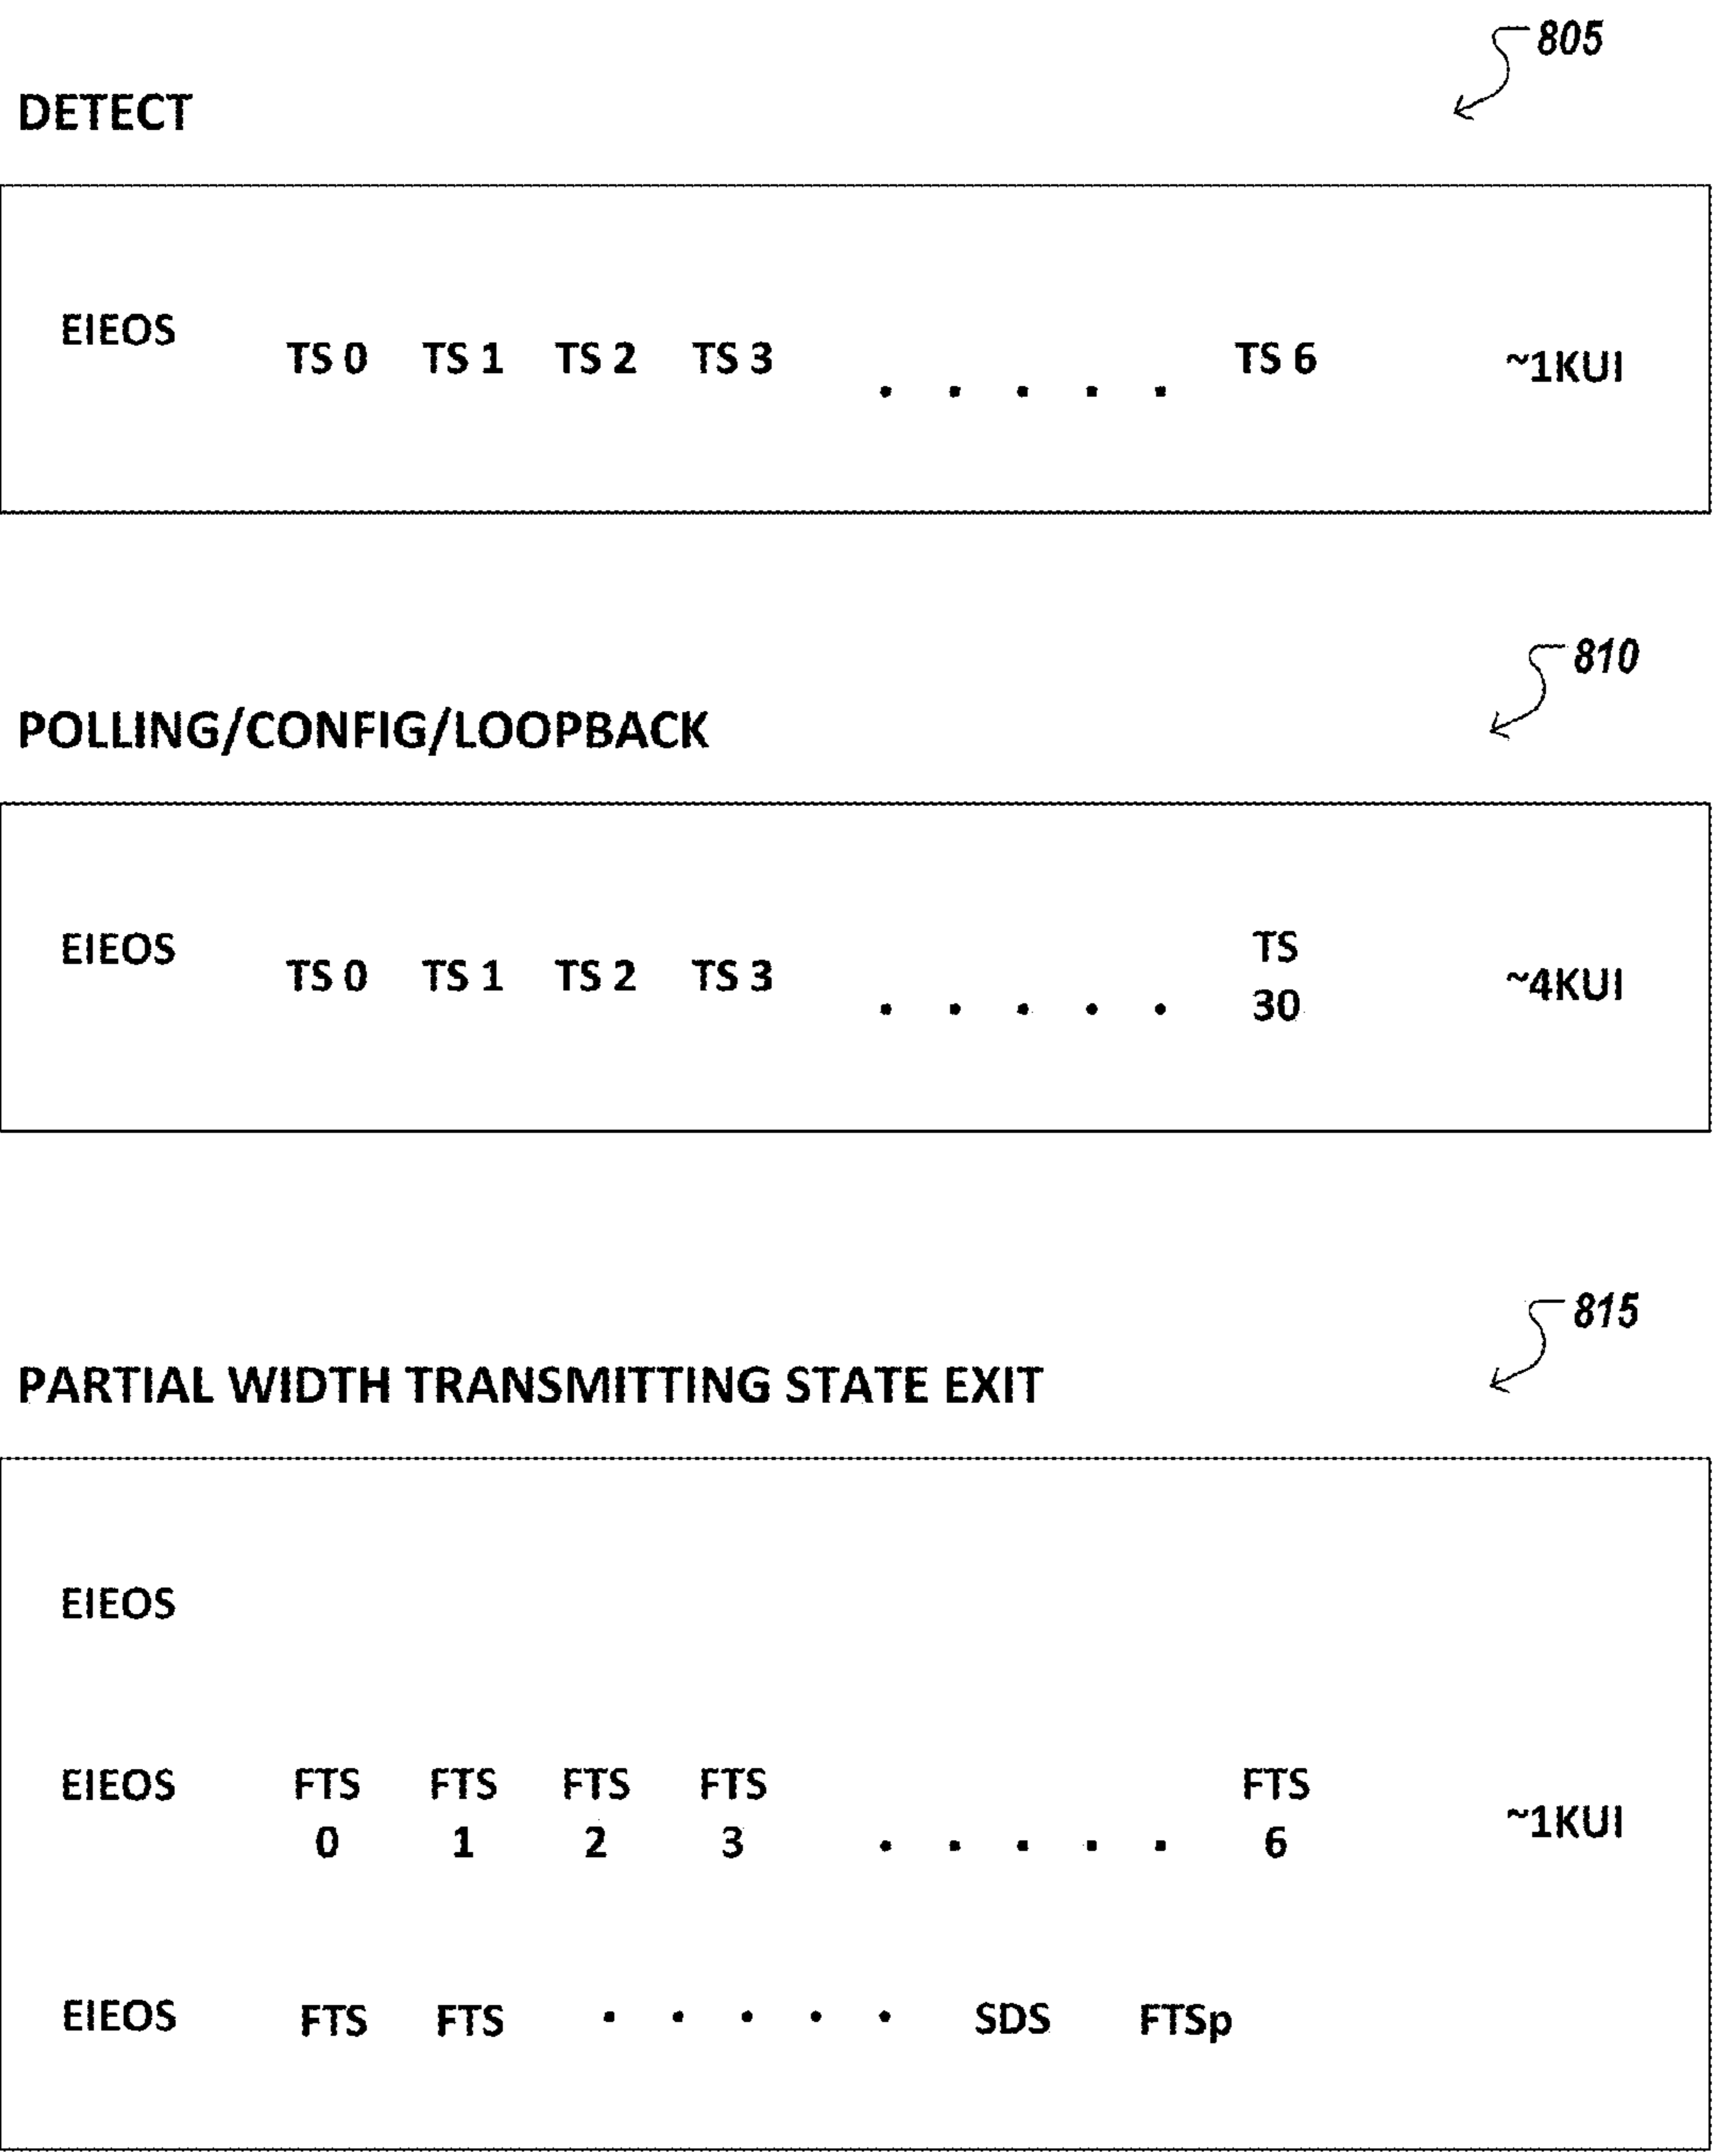 805
DETECT
EIEOS TS 0 TS 1 TS 2 TS 3 . . . . . TS 6 ~1KUI
810
POLLING/CONFIG/LOOPBACK
EIEOS TS 0 TS 1 TS 2 TS 3 . . . . . TS 30 ~4KUI
815
PARTIAL WIDTH TRANSMITTING STATE EXIT
EIEOS
EIEOS FTS 0 FTS 1 FTS 2 FTS 3 . . . . . FTS 6 ~1KUI
EIEOS FTS FTS . . . . . SDS FTSp